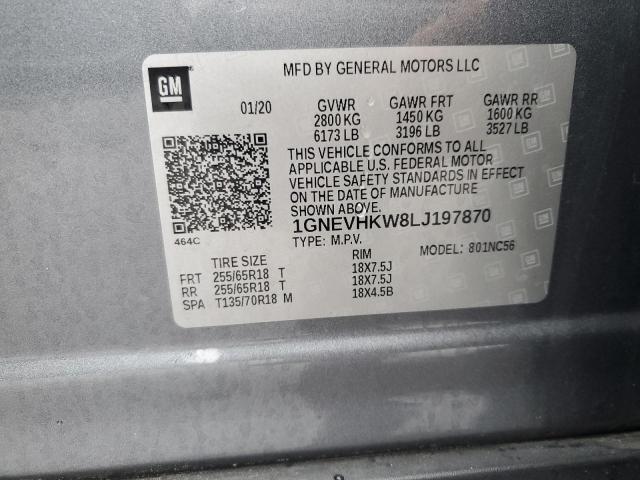 GM
MFD BY GENERAL MOTORS LLC
01/20 GVWR GAWR FRT GAWR RR
2800 KG 1450 KG 1600 KG
6173 LB 3196 LB 3527 LB
THIS VEHICLE CONFORMS TO ALL
APPLICABLE U.S. FEDERAL MOTOR
VEHICLE SAFETY STANDARDS IN EFFECT
ON THE DATE OF MANUFACTURE
SHOWN ABOVE.
1GNEVHKW8LJ197870
464C
TYPE: M.P.V. MODEL: 801NC56
TIRE SIZE RIM
FRT 255/65R18 T 18X7.5J
RR 255/65R18 T 18X7.5J
SPA T135/70R18 M 18X4.5B